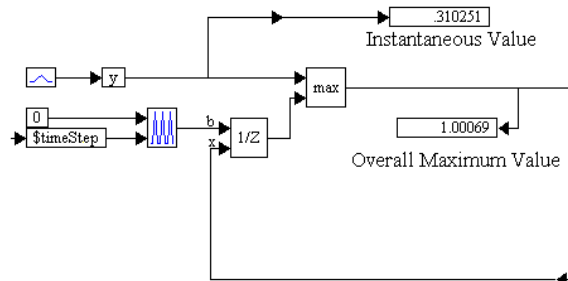 .310251
Instantaneous Value
y
max
0
$timeStep
b
x
1/Z
1.00069
Overall Maximum Value